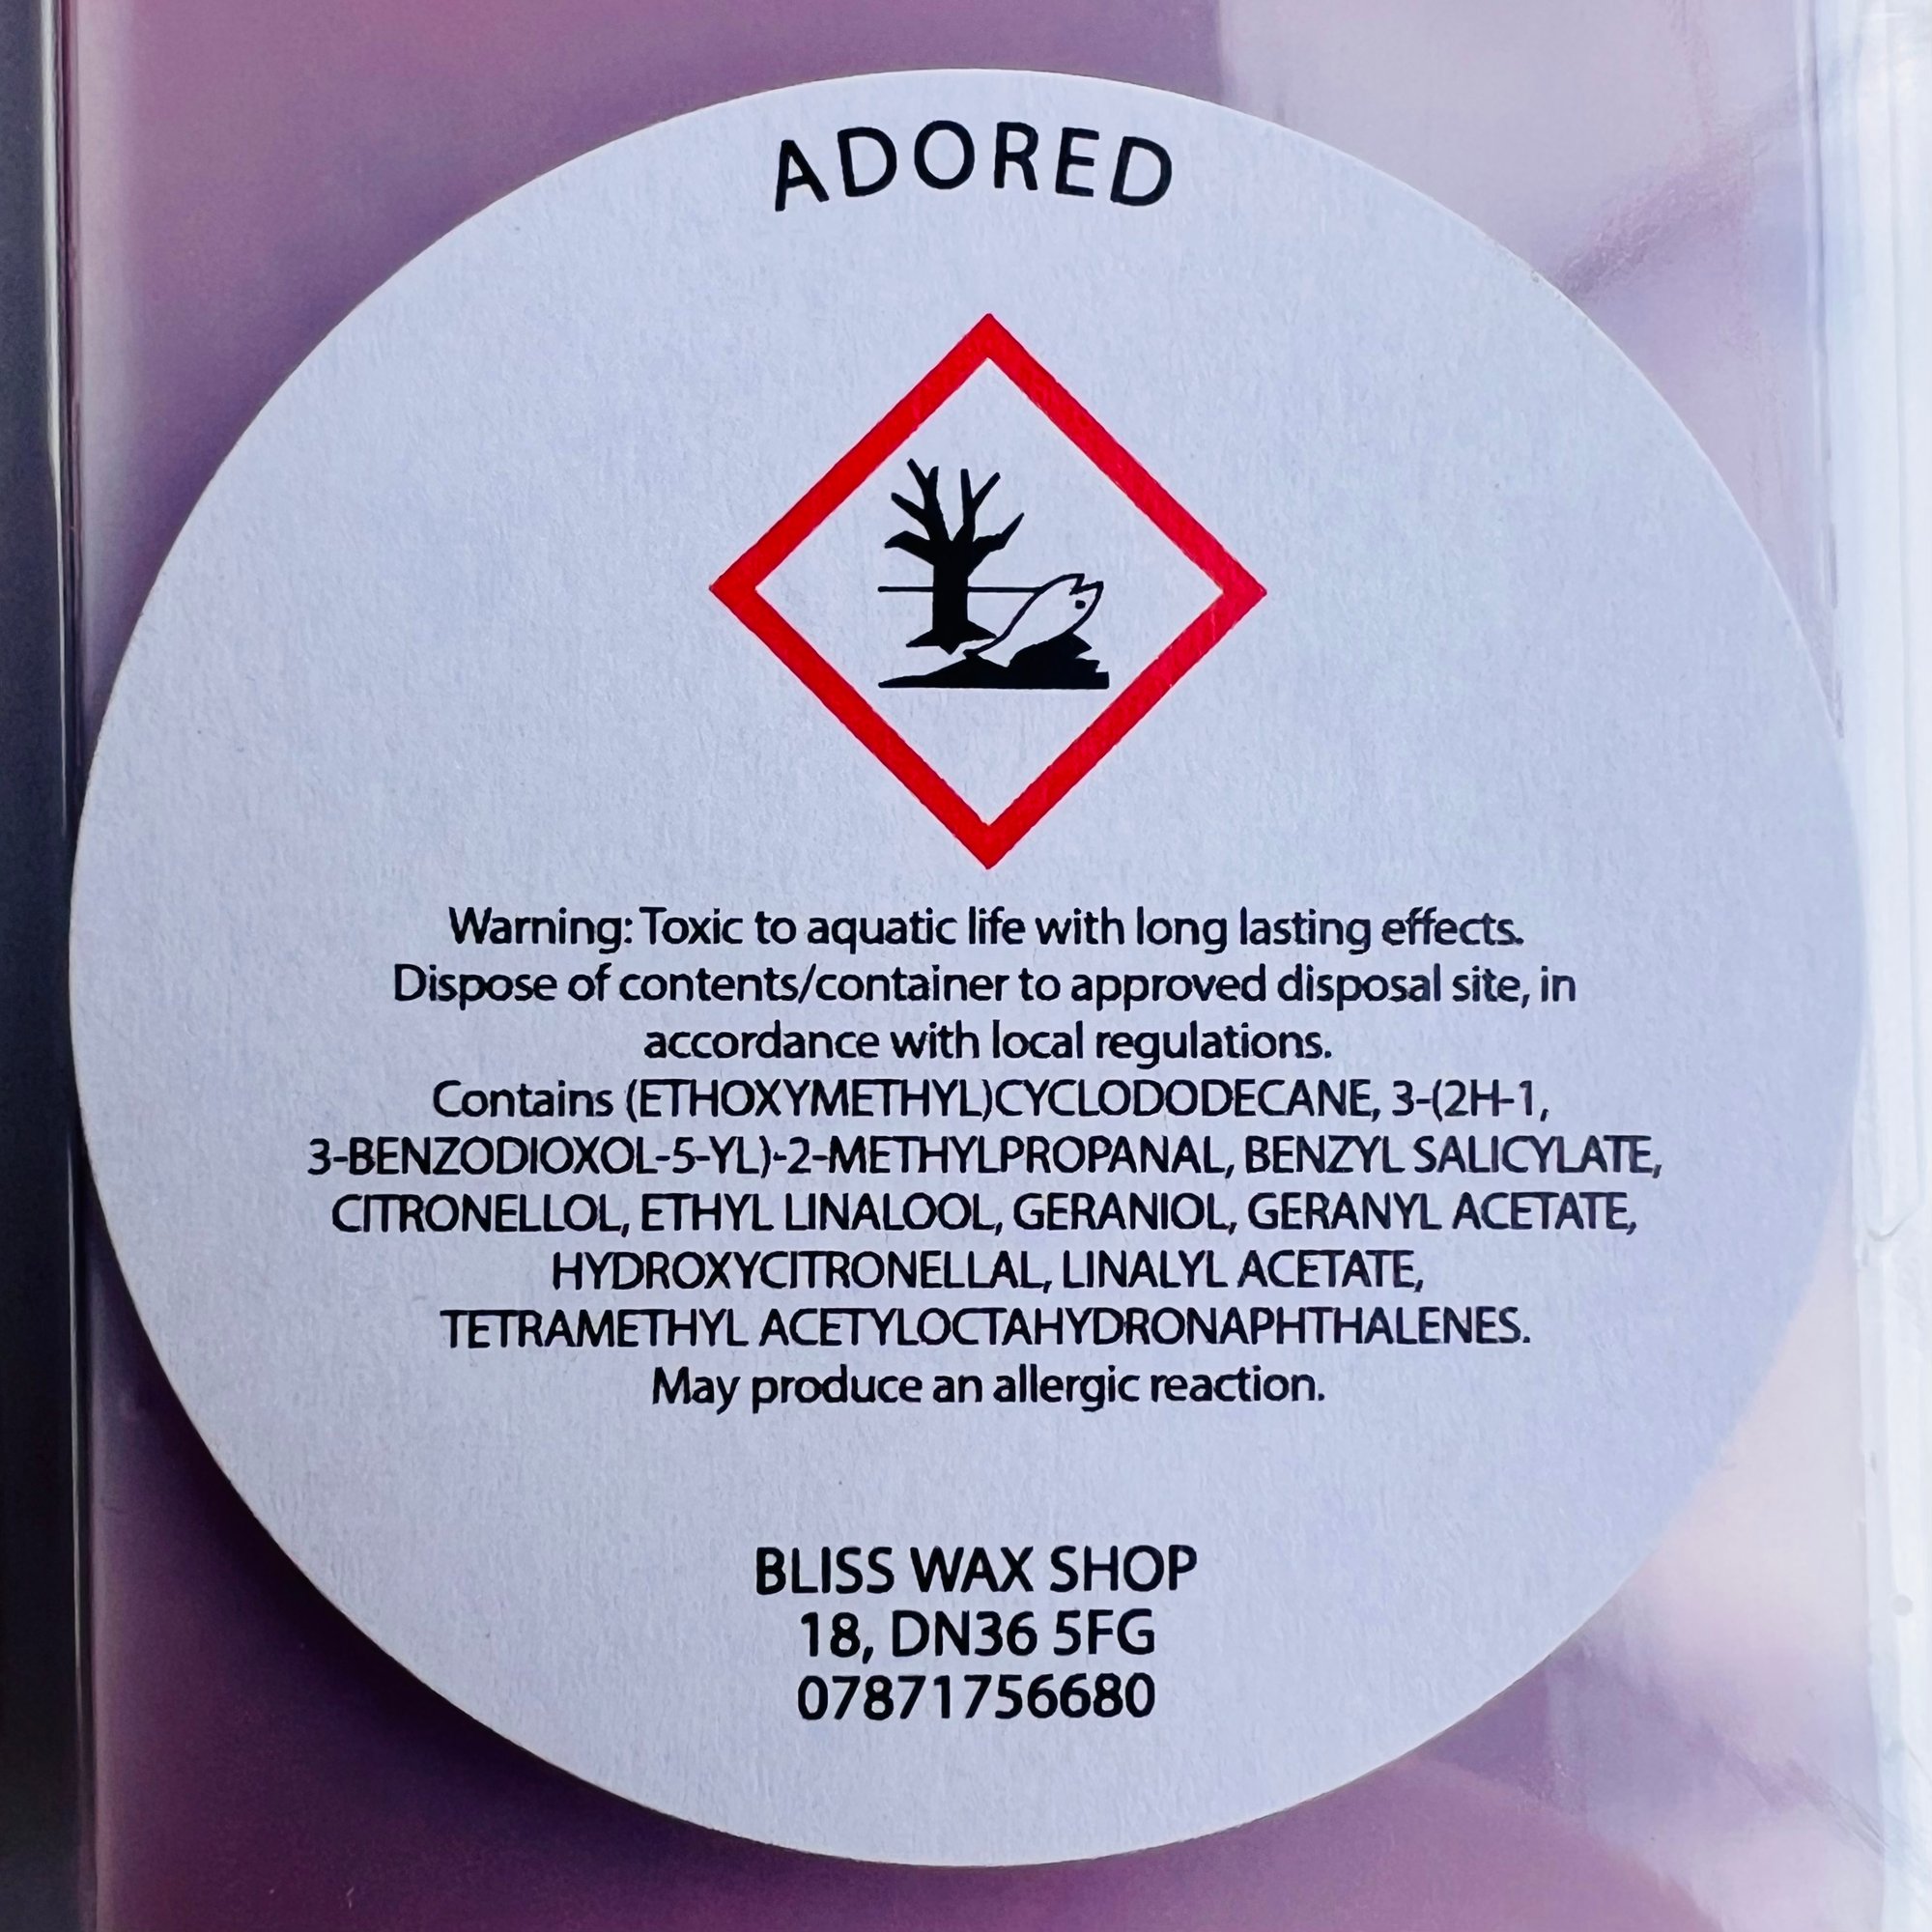 ADORED
Warning: Toxic to aquatic life with long lasting effects.
Dispose of contents/container to approved disposal site, in
accordance with local regulations.
Contains (ETHOXYMETHYL)CYCLODODECANE, 3-(2H-1,
3-BENZODIOXOL-5-YL)-2-METHYLPROPANAL, BENZYL SALICYLATE,
CITRONELLOL, ETHYL LINALOOL, GERANIOL, GERANYL ACETATE,
HYDROXYCITRONELLAL, LINALYL ACETATE,
TETRAMETHYL ACETYLOCTAHYDRONAPHTHALENES.
May produce an allergic reaction.
BLISS WAX SHOP
18, DN36 5FG
07871756680